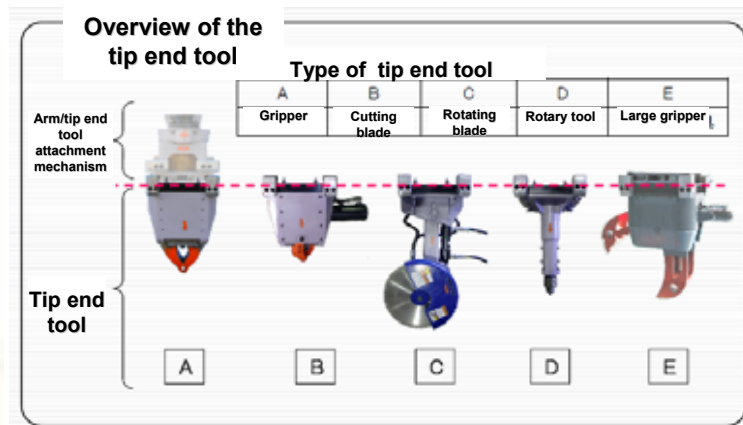 Overview of the
tip end tool
Type of tip end tool
A B C D E
Gripper Cutting blade Rotating blade Rotary tool Large gripper
Arm/tip end
tool
attachment
mechanism
Tip end
tool
A B C D E